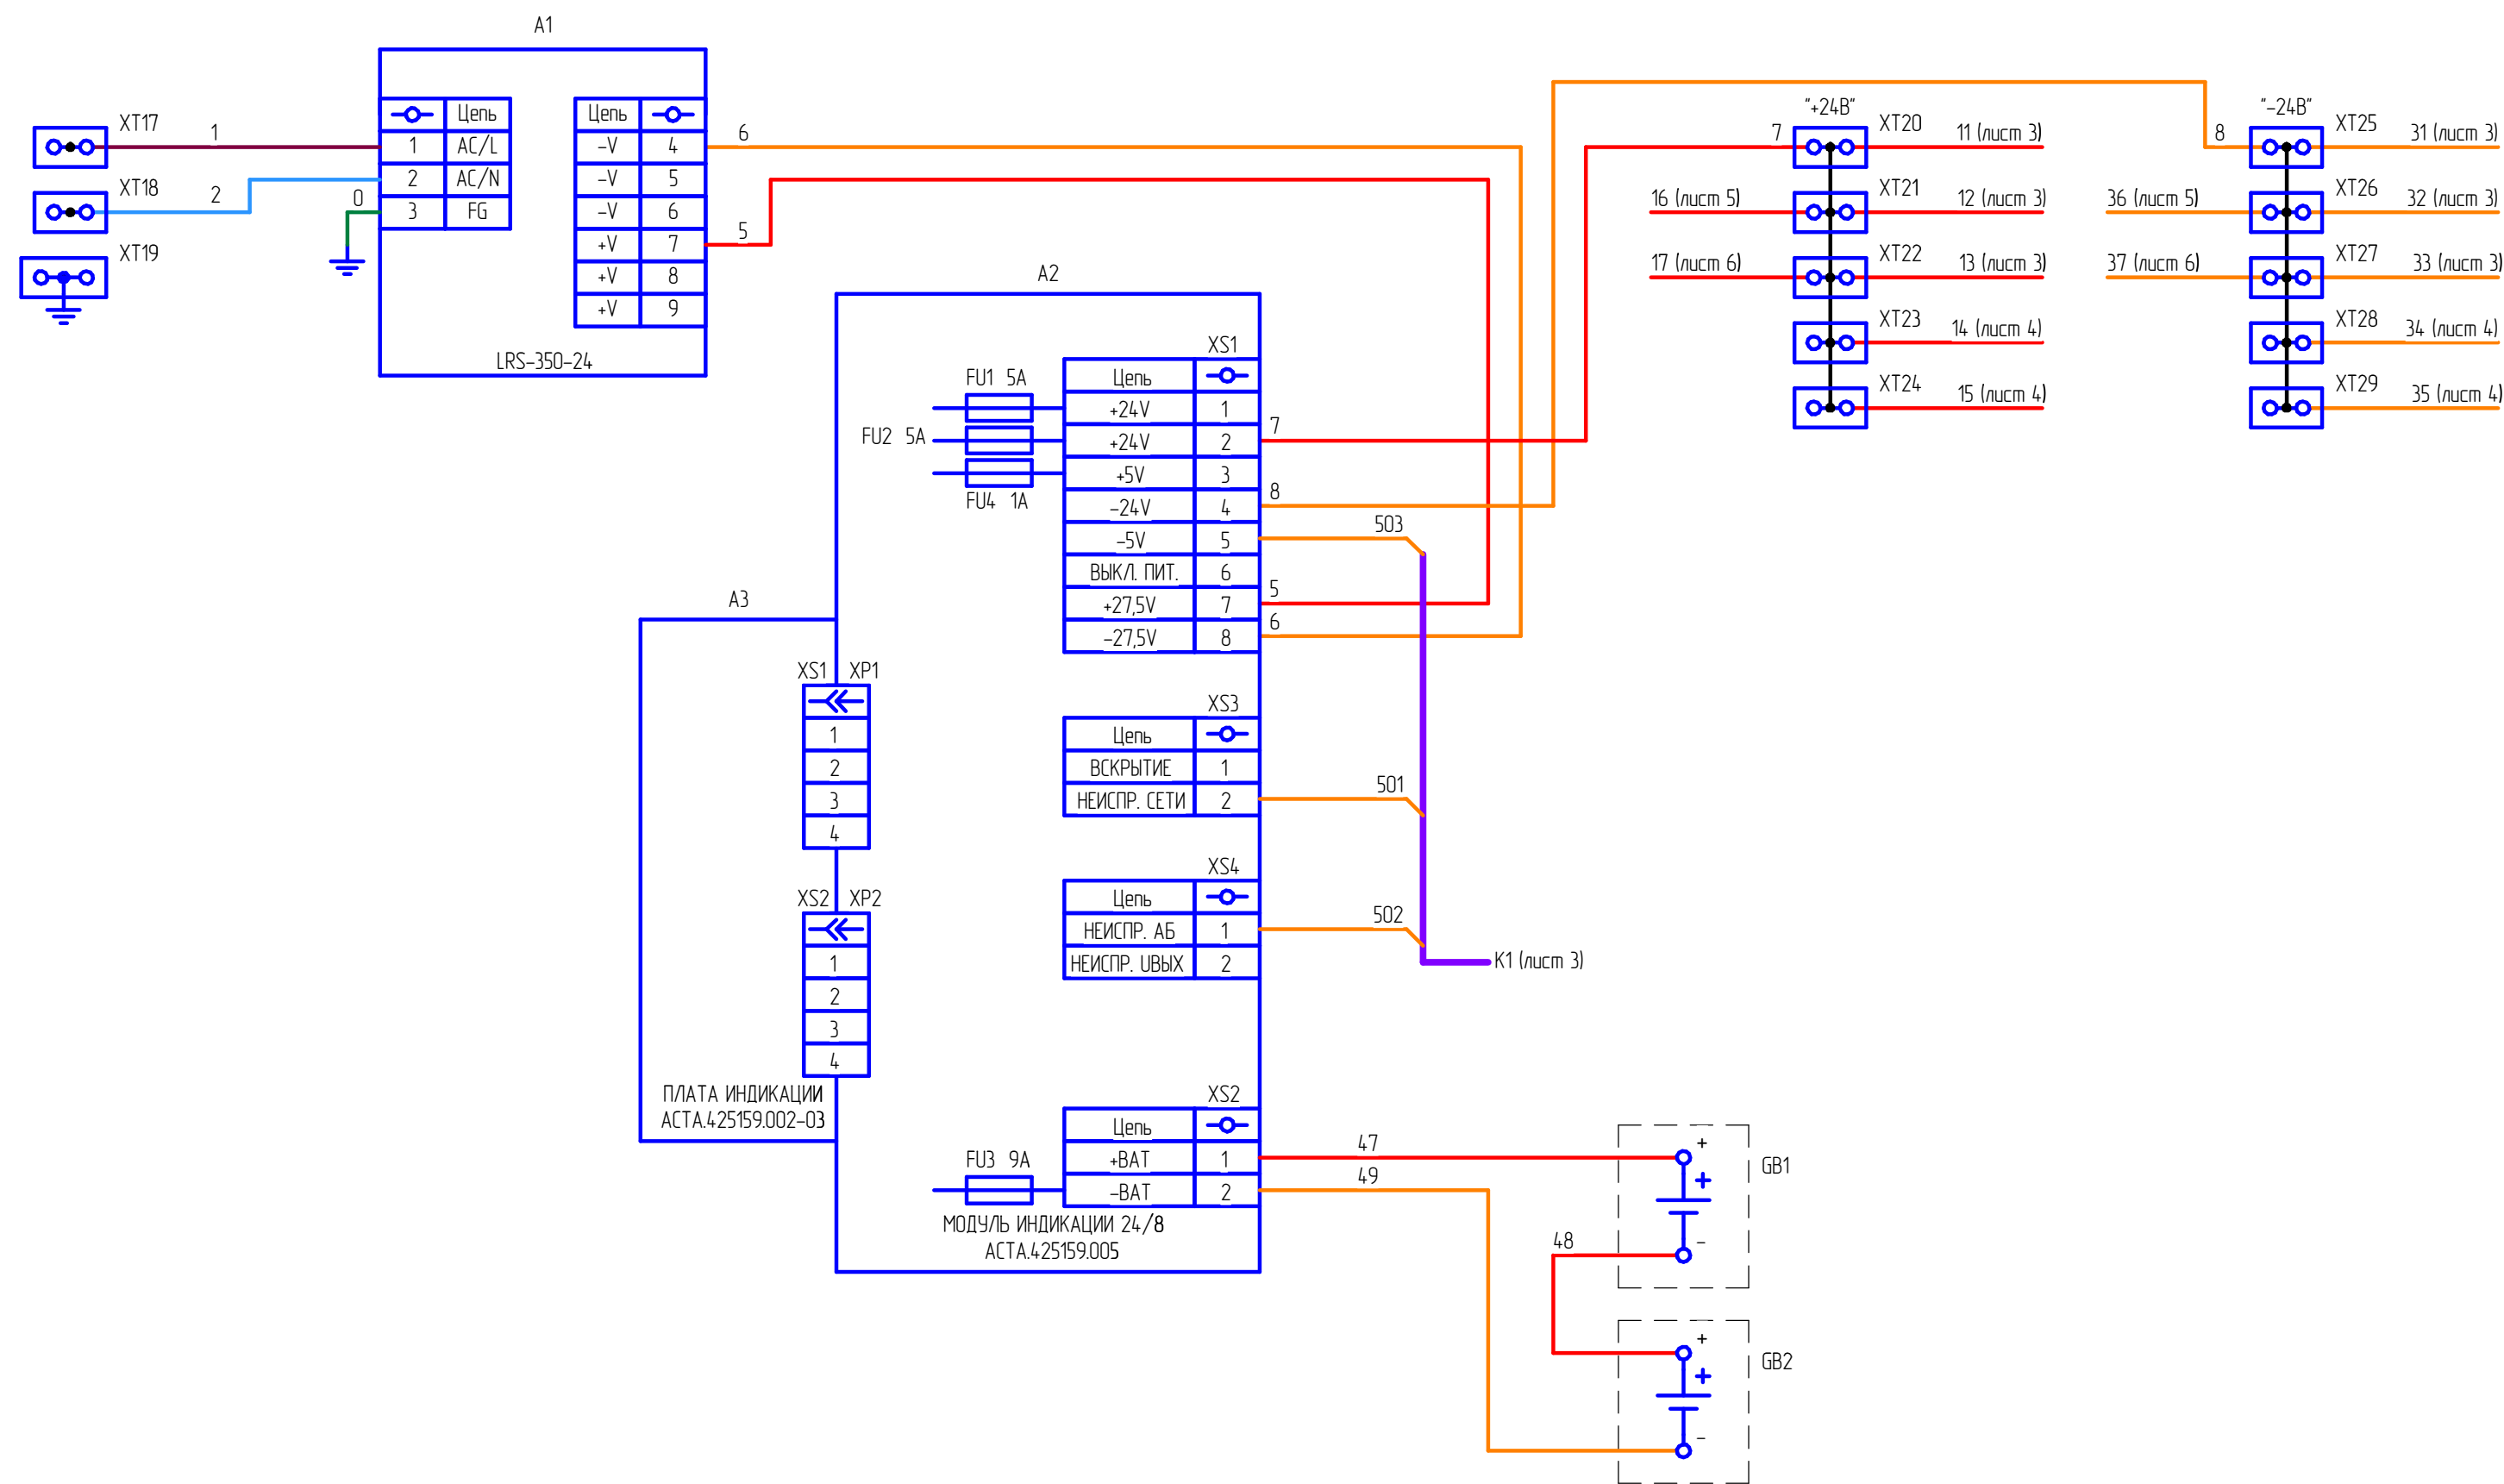 A1
Цепь
1 AC/L
2 AC/N
3 FG
Цепь
-V 4
-V 5
-V 6
+V 7
+V 8
+V 9
LRS-350-24
XT17
1
XT18
2
0
XT19
6
5
A2
XS1
Цепь
+24V 1
+24V 2
+5V 3
-24V 4
-5V 5
ВЫКЛ. ПИТ. 6
+27,5V 7
-27,5V 8
FU1 5A
FU2 5A
FU4 1A
7
8
503
5
6
XS3
Цепь
ВСКРЫТИЕ 1
НЕИСПР. СЕТИ 2
501
XS4
Цепь
НЕИСПР. АБ 1
НЕИСПР. UВЫХ 2
502
K1 (лист 3)
XS2
Цепь
+BAT 1
-BAT 2
FU3 9A
МОДУЛЬ ИНДИКАЦИИ 24/8
АСТА.425159.005
A3
XS1 XP1
1
2
3
4
XS2 XP2
1
2
3
4
ПЛАТА ИНДИКАЦИИ
АСТА.425159.002-03
47
49
48
+
+
-
GB1
+
+
-
GB2
"+24В"
7
XT20
11 (лист 3)
16 (лист 5)
XT21
12 (лист 3)
17 (лист 6)
XT22
13 (лист 3)
XT23
14 (лист 4)
XT24
15 (лист 4)
"-24В"
8
XT25
31 (лист 3)
36 (лист 5)
XT26
32 (лист 3)
37 (лист 6)
XT27
33 (лист 3)
XT28
34 (лист 4)
XT29
35 (лист 4)